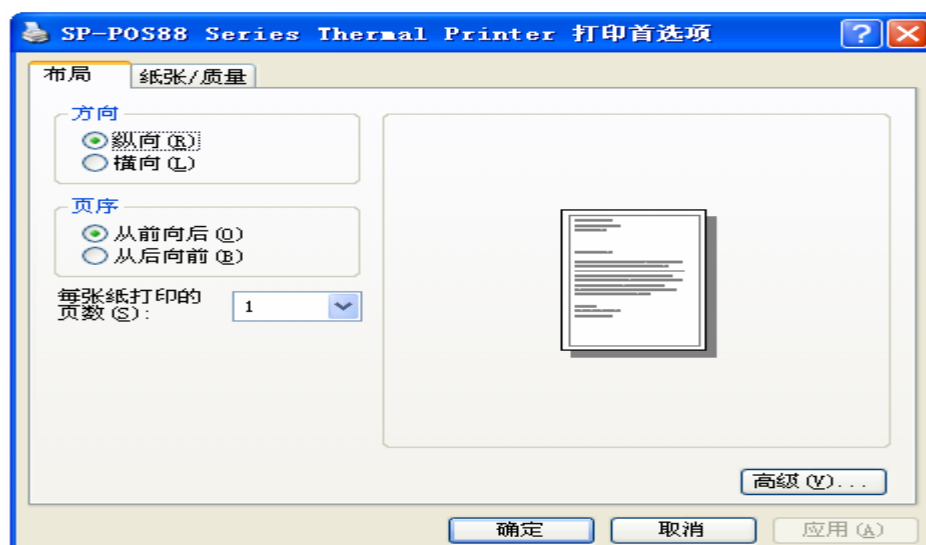 SP-POS88 Series Thermal Printer 打印首选项
布局
纸张/质量
方向
纵向(R)
横向(L)
页序
从前向后(O)
从后向前(B)
每张纸打印的
页数(S):
1
高级(V)...
确定
取消
应用(A)